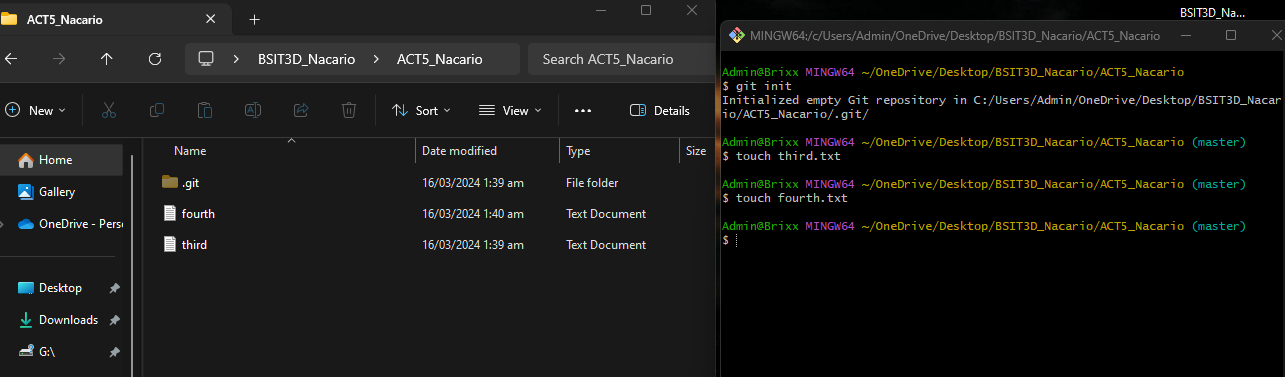 ACT5_Nacario
BSIT3D_Nacario
ACT5_Nacario
Search ACT5_Nacario
New
Sort
View
Details
Home
Gallery
OneDrive - Pers
Desktop
Downloads
G:\
Name
Date modified
Type
Size
.git
16/03/2024 1:39 am
File folder
fourth
16/03/2024 1:40 am
Text Document
third
16/03/2024 1:39 am
Text Document
BSIT3D_Na...
MINGW64:/c/Users/Admin/OneDrive/Desktop/BSIT3D_Nacario/ACT5_Nacario
Admin@Brixx MINGW64 ~/OneDrive/Desktop/BSIT3D_Nacario/ACT5_Nacario
$ git init
Initialized empty Git repository in C:/Users/Admin/OneDrive/Desktop/BSIT3D_Nacar
io/ACT5_Nacario/.git/
Admin@Brixx MINGW64 ~/OneDrive/Desktop/BSIT3D_Nacario/ACT5_Nacario (master)
$ touch third.txt
Admin@Brixx MINGW64 ~/OneDrive/Desktop/BSIT3D_Nacario/ACT5_Nacario (master)
$ touch fourth.txt
Admin@Brixx MINGW64 ~/OneDrive/Desktop/BSIT3D_Nacario/ACT5_Nacario (master)
$